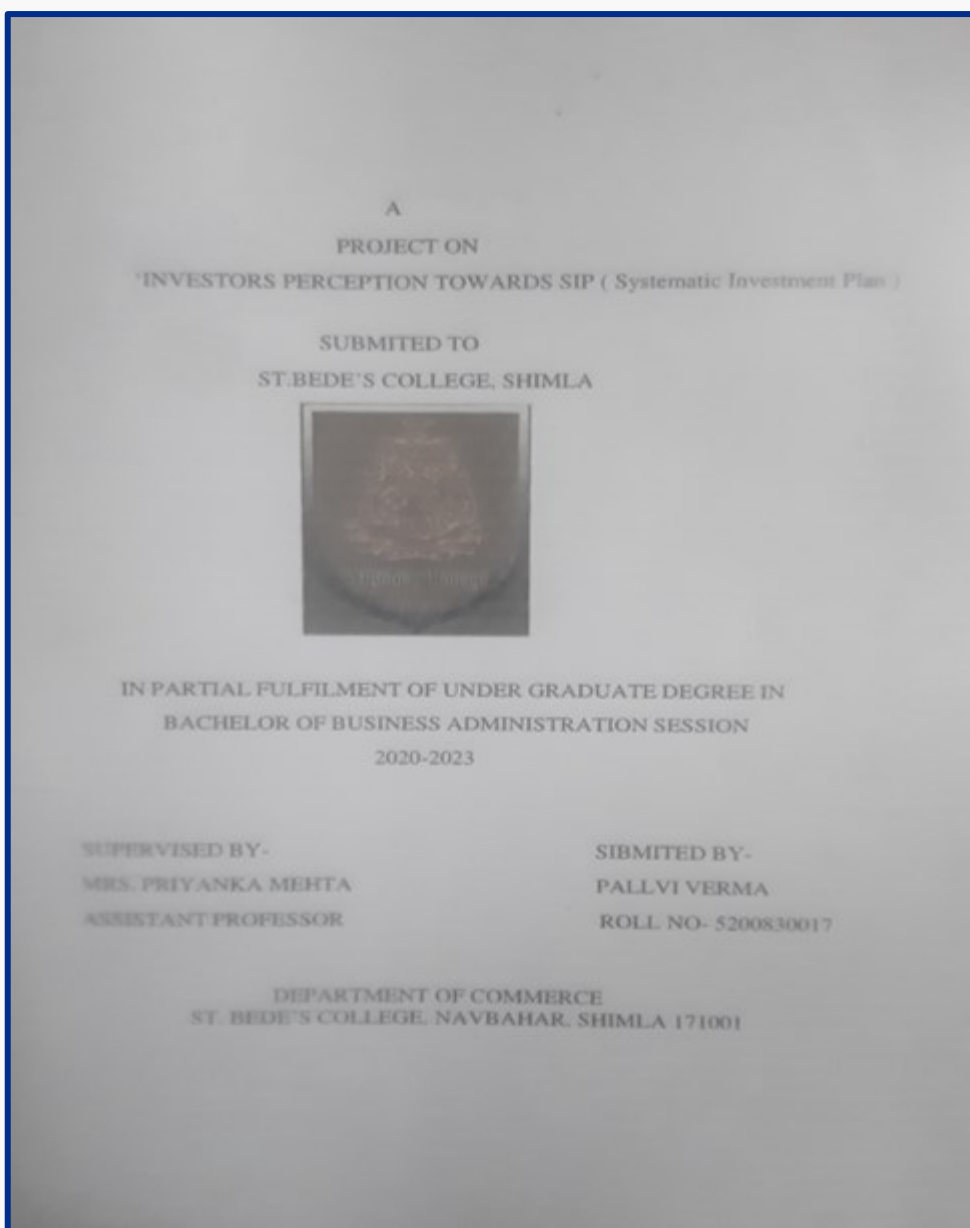 A
PROJECT ON
'INVESTORS PERCEPTION TOWARDS SIP ( Systematic Investment Plan )
SUBMITED TO
ST.BEDE'S COLLEGE, SHIMLA
IN PARTIAL FULFILMENT OF UNDER GRADUATE DEGREE IN
BACHELOR OF BUSINESS ADMINISTRATION SESSION
2020-2023
SUPERVISED BY-
MRS. PRIYANKA MEHTA
ASSISTANT PROFESSOR
SIBMITED BY-
PALLVI VERMA
ROLL NO- 5200830017
DEPARTMENT OF COMMERCE
ST. BEDE'S COLLEGE, NAVBAHAR, SHIMLA 171001